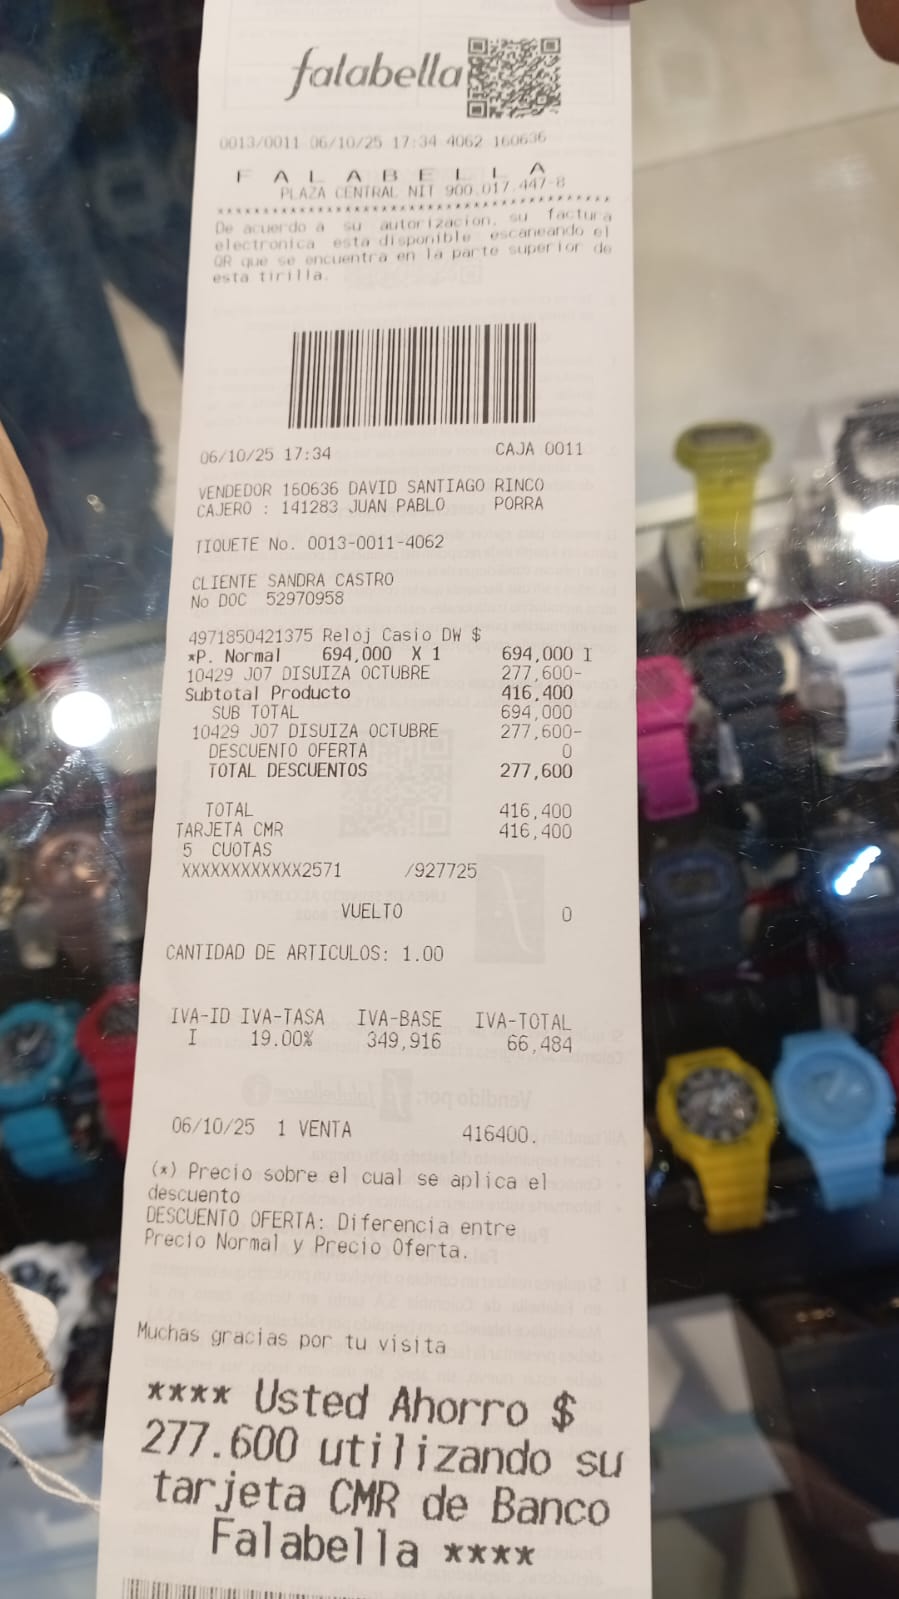 falabella
0013/0011 06/10/25 17:34 4062 160636
F A L A B E L L A
PLAZA CENTRAL NIT 900.017.447-8
De acuerdo a su autorizacion, su factura
electronica esta disponible escaneando el
QR que se encuentra en la parte superior de
esta tirilla.
06/10/25 17:34 CAJA 0011
VENDEDOR 160636 DAVID SANTIAGO RINCO
CAJERO : 141283 JUAN PABLO PORRA
TIQUETE No. 0013-0011-4062
CLIENTE SANDRA CASTRO
No DOC 52970958
4971850421375 Reloj Casio DW $
*P. Normal 694,000 X 1 694,000 I
10429 J07 DISUIZA OCTUBRE 277,600-
Subtotal Producto 416,400
SUB TOTAL 694,000
10429 J07 DISUIZA OCTUBRE 277,600-
DESCUENTO OFERTA 0
TOTAL DESCUENTOS 277,600
TOTAL 416,400
TARJETA CMR 416,400
5 CUOTAS
XXXXXXXXXXXX2571 /927725
VUELTO 0
CANTIDAD DE ARTICULOS: 1.00
IVA-ID IVA-TASA IVA-BASE IVA-TOTAL
I 19.00% 349,916 66,484
06/10/25 1 VENTA 416400.
(*) Precio sobre el cual se aplica el
descuento
DESCUENTO OFERTA: Diferencia entre
Precio Normal y Precio Oferta.
Muchas gracias por tu visita
**** Usted Ahorro $
277.600 utilizando su
tarjeta CMR de Banco
Falabella ****